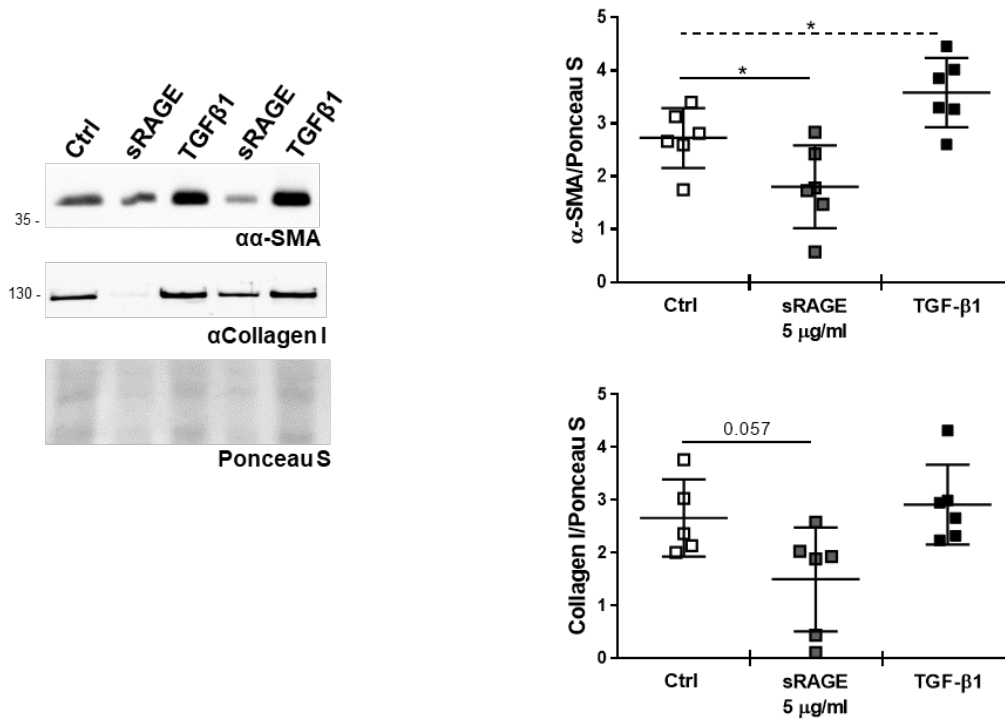 Ctrl sRAGE TGFβ1 sRAGE TGFβ1
35 -
αα-SMA
130 -
αCollagen I
Ponceau S
α-SMA/Ponceau S
5
4
3
2
1
0
*
*
Ctrl sRAGE TGF-β1
5 μg/ml
Collagen I/Ponceau S
5
4
3
2
1
0
0.057
Ctrl sRAGE TGF-β1
5 μg/ml